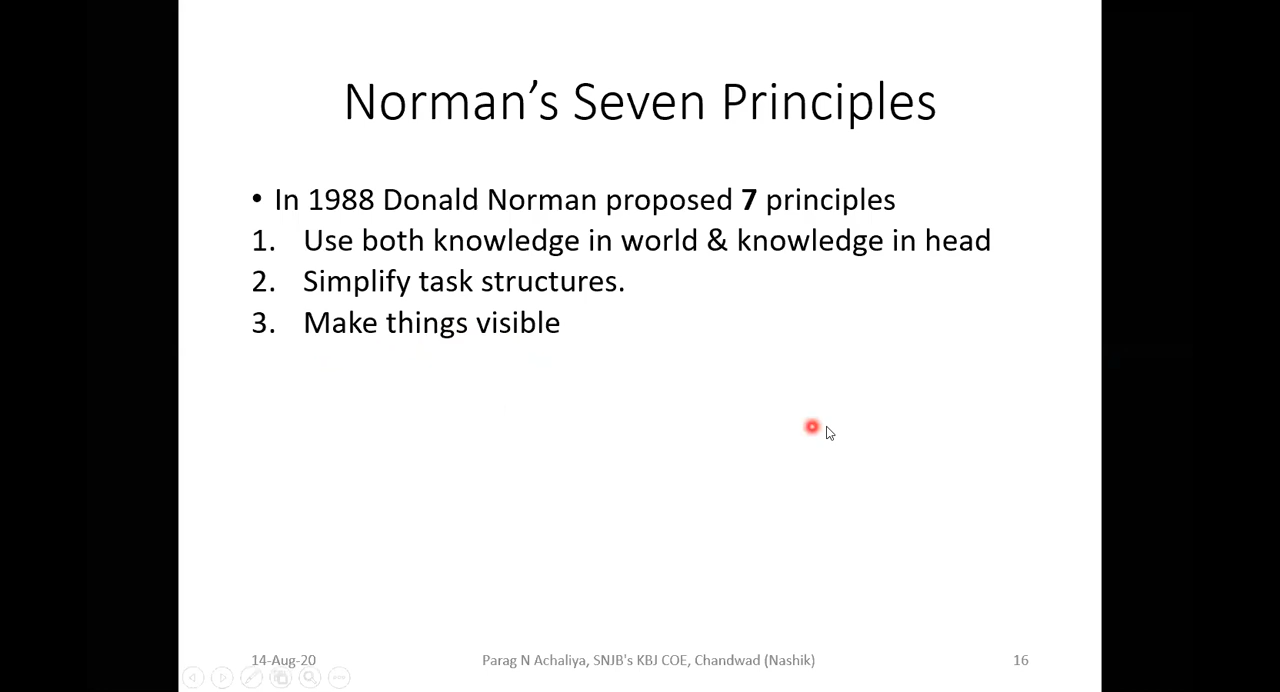 Norman’s Seven Principles
• In 1988 Donald Norman proposed 7 principles
1. Use both knowledge in world & knowledge in head
2. Simplify task structures.
3. Make things visible
14-Aug-20 Parag N Achaliya, SNJB's KBJ COE, Chandwad (Nashik) 16